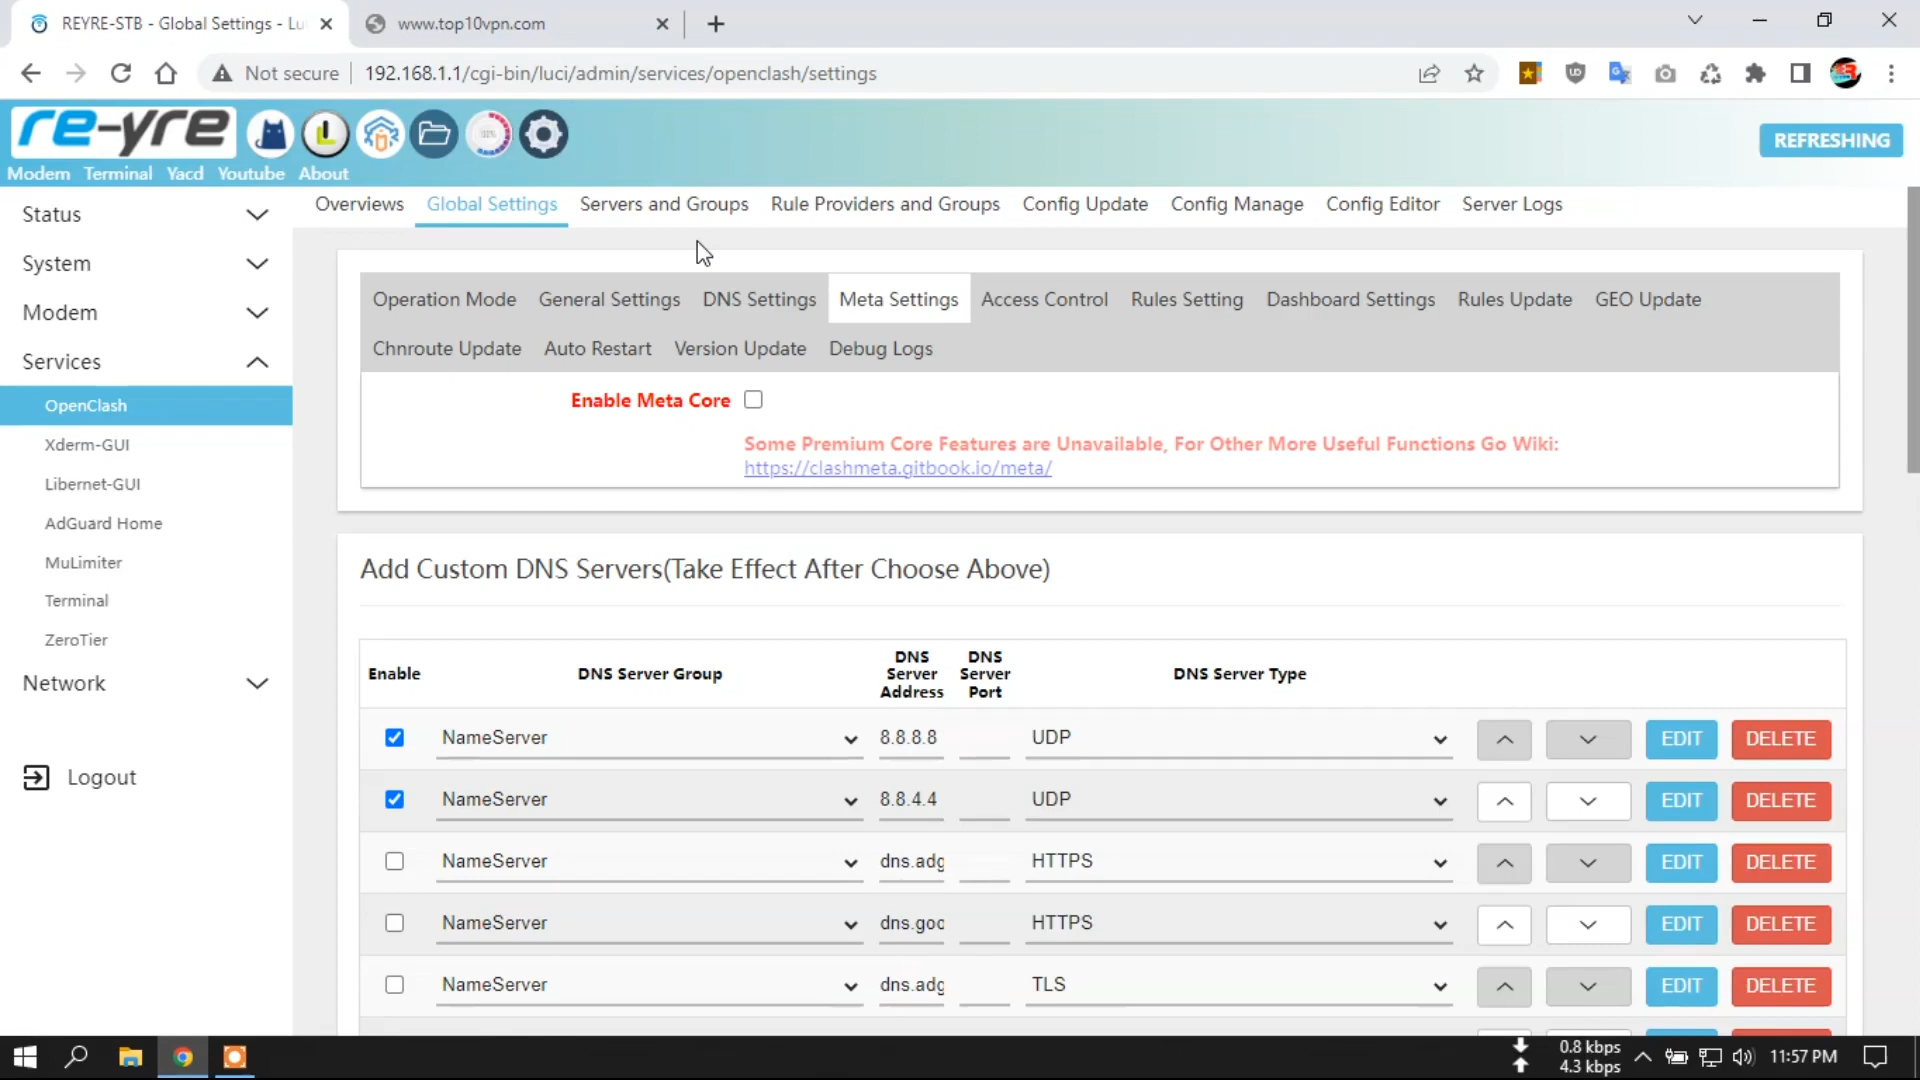 REYRE-STB - Global Settings - Lu
www.top10vpn.com
Not secure
192.168.1.1/cgi-bin/luci/admin/services/openclash/settings
re-yre
100%
REFRESHING
Modem Terminal Yacd Youtube About
Status
System
Modem
Services
OpenClash
Xderm-GUI
Libernet-GUI
AdGuard Home
MuLimiter
Terminal
ZeroTier
Network
Logout
Overviews Global Settings Servers and Groups Rule Providers and Groups Config Update Config Manage Config Editor Server Logs
Operation Mode General Settings DNS Settings Meta Settings Access Control Rules Setting Dashboard Settings Rules Update GEO Update
Chnroute Update Auto Restart Version Update Debug Logs
Enable Meta Core
Some Premium Core Features are Unavailable, For Other More Useful Functions Go Wiki:
https://clashmeta.gitbook.io/meta/
Add Custom DNS Servers(Take Effect After Choose Above)
Enable DNS Server Group DNS Server Address DNS Server Port DNS Server Type
NameServer 8.8.8.8 UDP EDIT DELETE
NameServer 8.8.4.4 UDP EDIT DELETE
NameServer dns.adg HTTPS EDIT DELETE
NameServer dns.goo HTTPS EDIT DELETE
NameServer dns.adg TLS EDIT DELETE
0.8 kbps
4.3 kbps
11:57 PM